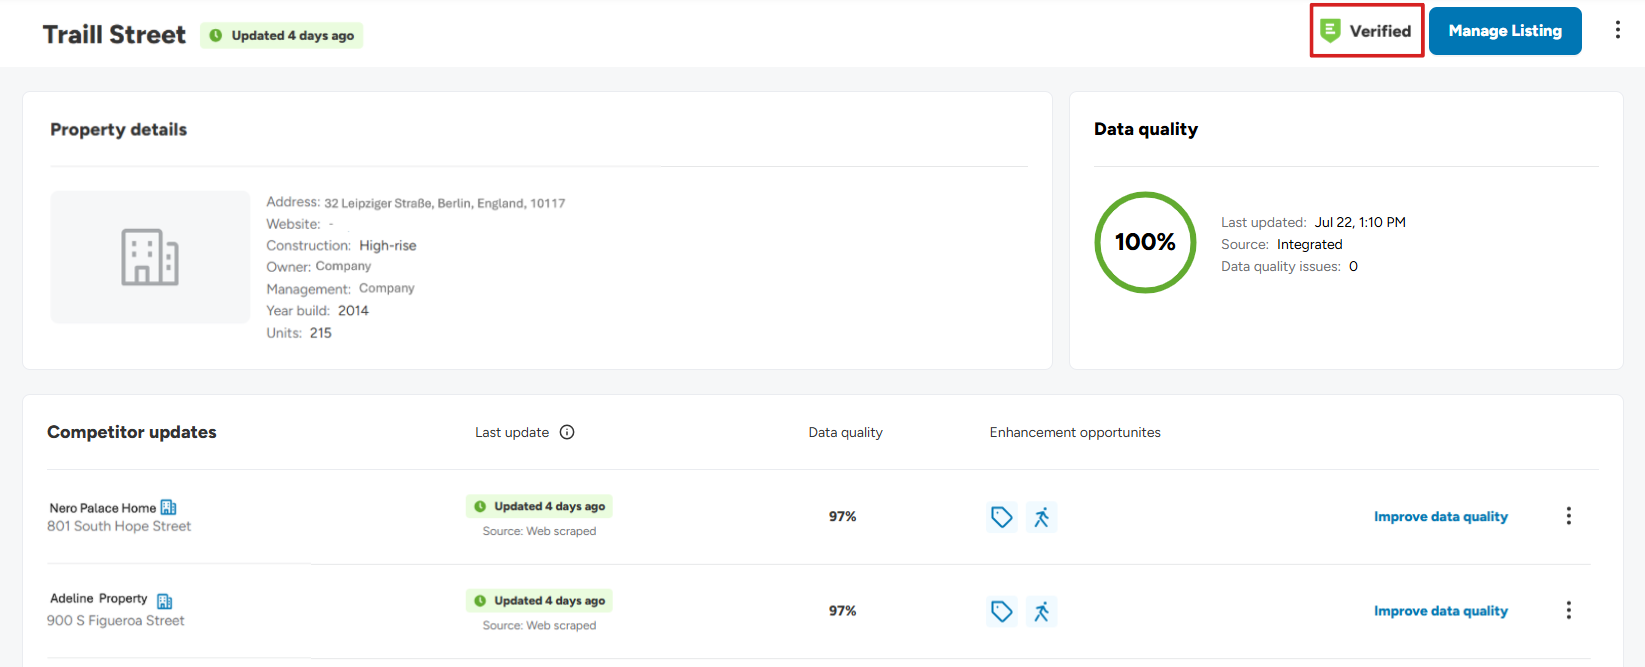 Traill Street
Updated 4 days ago
Verified
Manage Listing
Property details
Address: 32 Leipziger Straße, Berlin, England, 10117
Website: -
Construction: High-rise
Owner: Company
Management: Company
Year build: 2014
Units: 215
Data quality
100%
Last updated: Jul 22, 1:10 PM
Source: Integrated
Data quality issues: 0
Competitor updates
Last update
Data quality
Enhancement opportunites
Nero Palace Home
801 South Hope Street
Updated 4 days ago
Source: Web scraped
97%
Improve data quality
Adeline Property
900 S Figueroa Street
Updated 4 days ago
Source: Web scraped
97%
Improve data quality